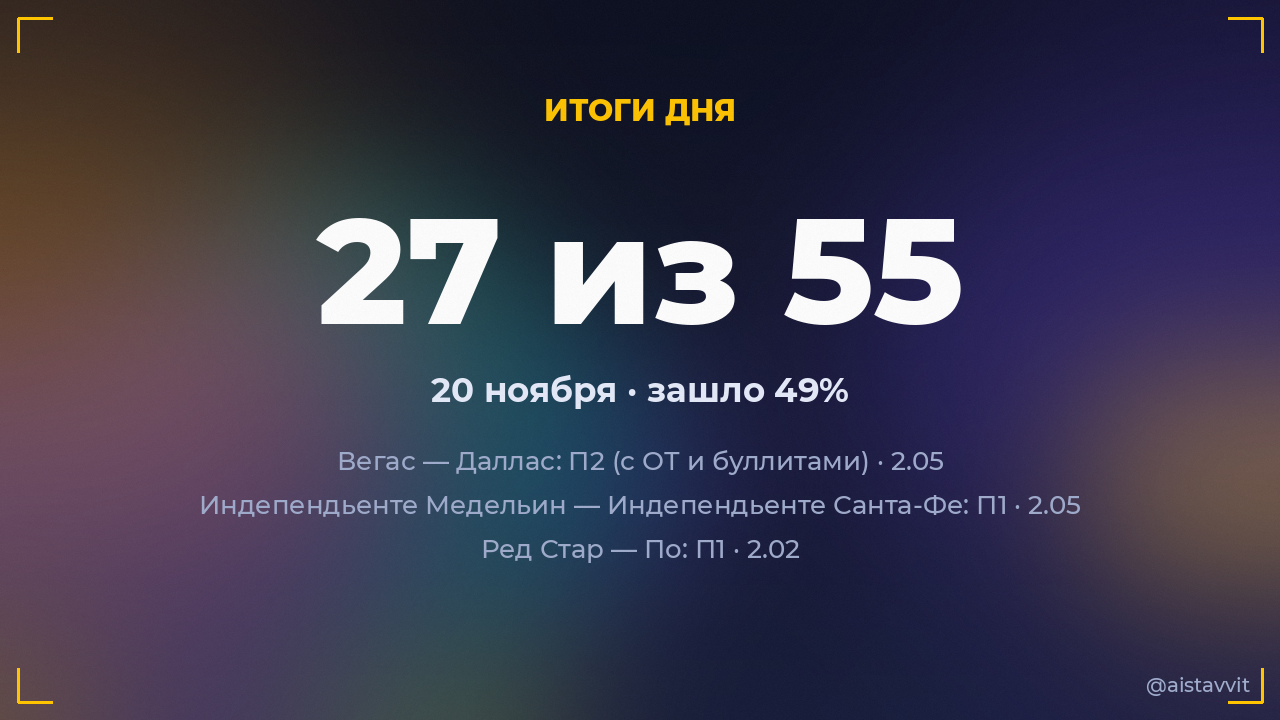 ИТОГИ ДНЯ
27 из 55
20 ноября · зашло 49%
Вегас — Даллас: П2 (с ОТ и буллитами) · 2.05
Индепендьенте Медельин — Индепендьенте Санта-Фе: П1 · 2.05
Ред Стар — По: П1 · 2.02
@aistavvit